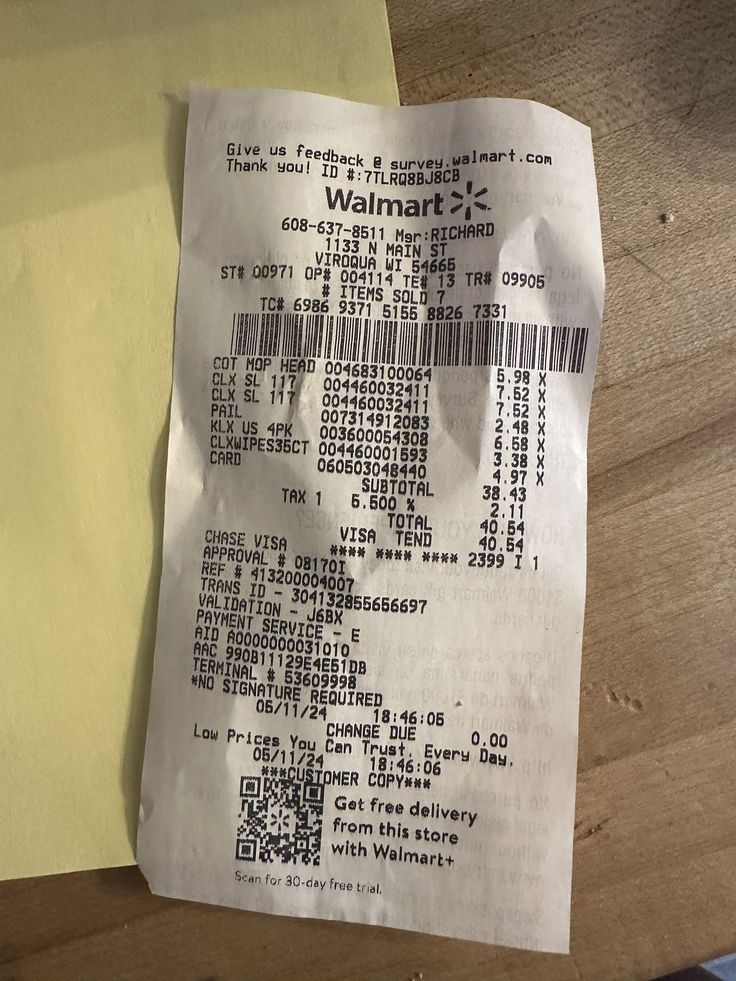 Give us feedback @ survey.walmart.com
Thank you! ID #:7TLRQ8BJ8CB
Walmart
608-637-8511 Mgr:RICHARD
1133 N MAIN ST
VIROQUA WI 54665
ST# 00971 OP# 004114 TE# 13 TR# 09905
# ITEMS SOLD 7
TC# 6986 9371 5155 8826 7331
COT MOP HEAD 004683100064 5.98 X
CLX SL 117 004460032411 7.52 X
CLX SL 117 004460032411 7.52 X
PAIL 007314912083 2.48 X
KLX US 4PK 003600054308 6.58 X
CLXWIPES35CT 004460001593 3.38 X
CARD 060503048440 4.97 X
SUBTOTAL 38.43
TAX 1 5.500 % 2.11
TOTAL 40.54
VISA TEND 40.54
CHASE VISA **** **** **** 2399 I 1
APPROVAL # 08170I
REF # 413200004007
TRANS ID - 304132855656697
VALIDATION - J6BX
PAYMENT SERVICE - E
AID A0000000031010
AAC 990B11129E4E51DB
TERMINAL # 53609998
*NO SIGNATURE REQUIRED
05/11/24 18:46:05
CHANGE DUE 0.00
Low Prices You Can Trust. Every Day.
05/11/24 18:46:06
***CUSTOMER COPY***
Get free delivery
from this store
with Walmart+
Scan for 30-day free trial.